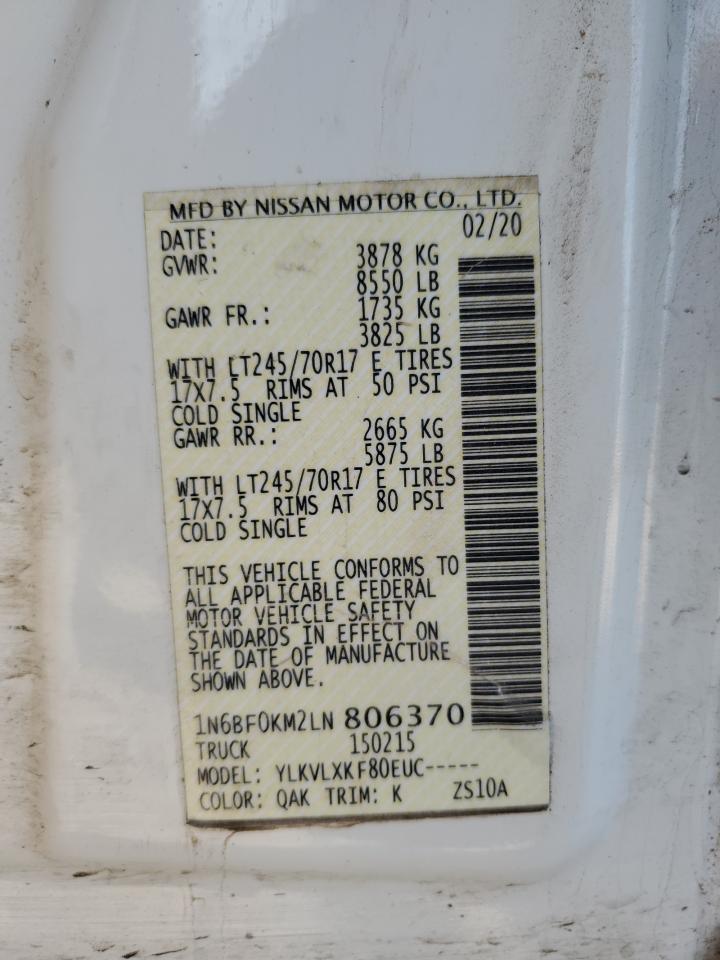 MFD BY NISSAN MOTOR CO., LTD.
DATE: 02/20
GVWR: 3878 KG
8550 LB
GAWR FR.: 1735 KG
3825 LB
WITH LT245/70R17 E TIRES
17X7.5 RIMS AT 50 PSI
COLD SINGLE
GAWR RR.: 2665 KG
5875 LB
WITH LT245/70R17 E TIRES
17X7.5 RIMS AT 80 PSI
COLD SINGLE
THIS VEHICLE CONFORMS TO
ALL APPLICABLE FEDERAL
MOTOR VEHICLE SAFETY
STANDARDS IN EFFECT ON
THE DATE OF MANUFACTURE
SHOWN ABOVE.
1N6BF0KM2LN 806370
TRUCK 150215
MODEL: YLKVLXKF80EUC-----
COLOR: QAK TRIM: K ZS10A